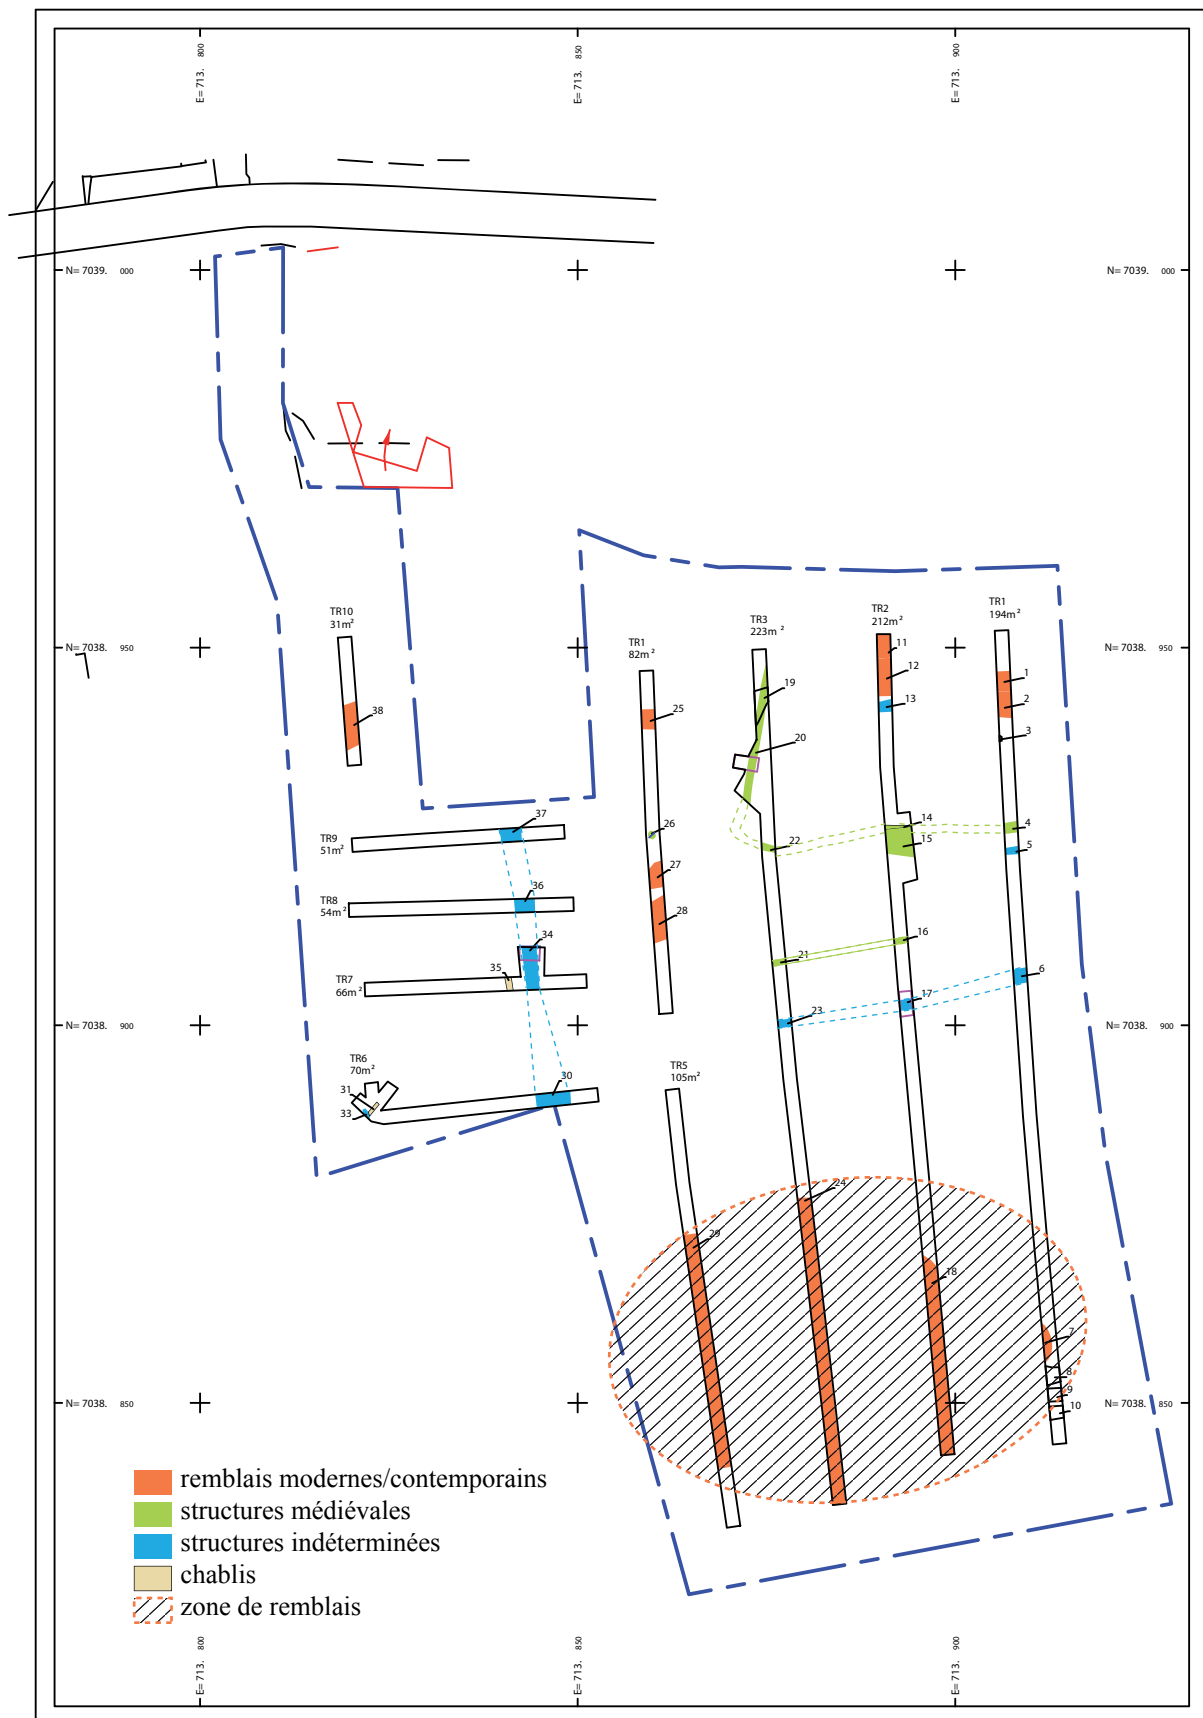 E= 713. 800
E= 713. 850
E= 713. 900
N= 7039. 000
N= 7039. 000
TR10
31m²
TR1
82m²
TR3
223m²
TR2
212m²
TR1
194m²
N= 7038. 950
N= 7038. 950
11
12
13
1
2
3
19
20
25
38
26
27
28
37
TR9
51m²
14
15
4
5
22
36
TR8
54m²
34
35
TR7
66m²
16
21
6
17
23
N= 7038. 900
N= 7038. 900
TR6
70m²
31
33
30
TR5
105m²
24
29
18
7
8
9
10
N= 7038. 850
N= 7038. 850
remblais modernes/contemporains
structures médiévales
structures indéterminées
chablis
zone de remblais
E= 713. 800
E= 713. 850
E= 713. 900